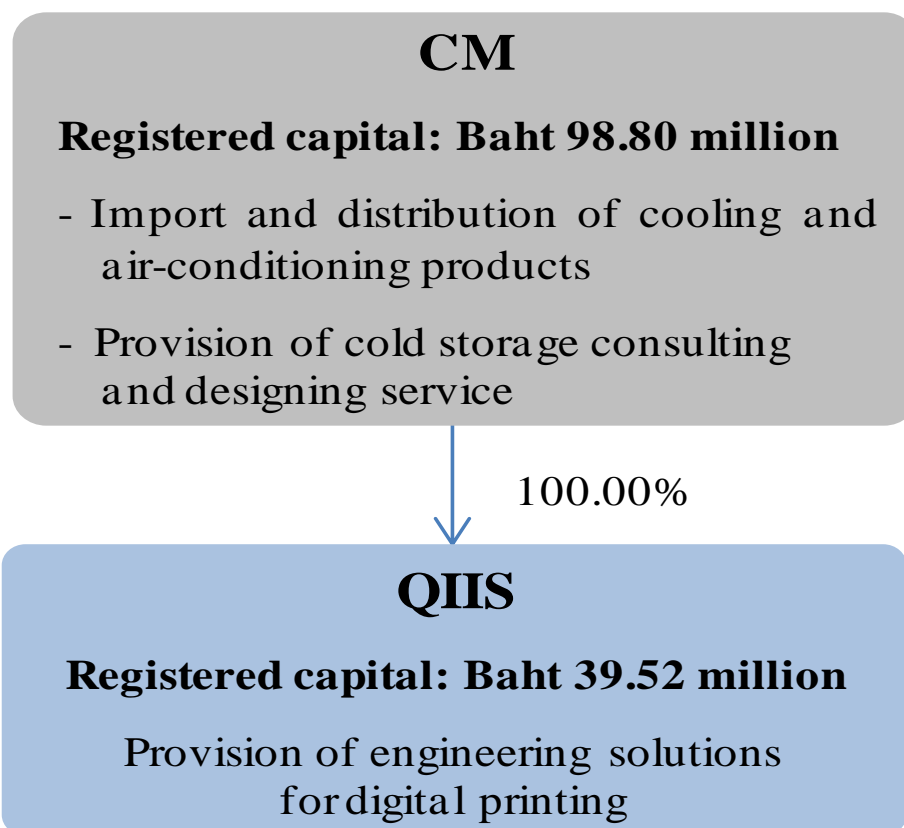 CM
Registered capital: Baht 98.80 million
- Import and distribution of cooling and
air-conditioning products
- Provision of cold storage consulting
and designing service
100.00%
QIIS
Registered capital: Baht 39.52 million
Provision of engineering solutions
for digital printing